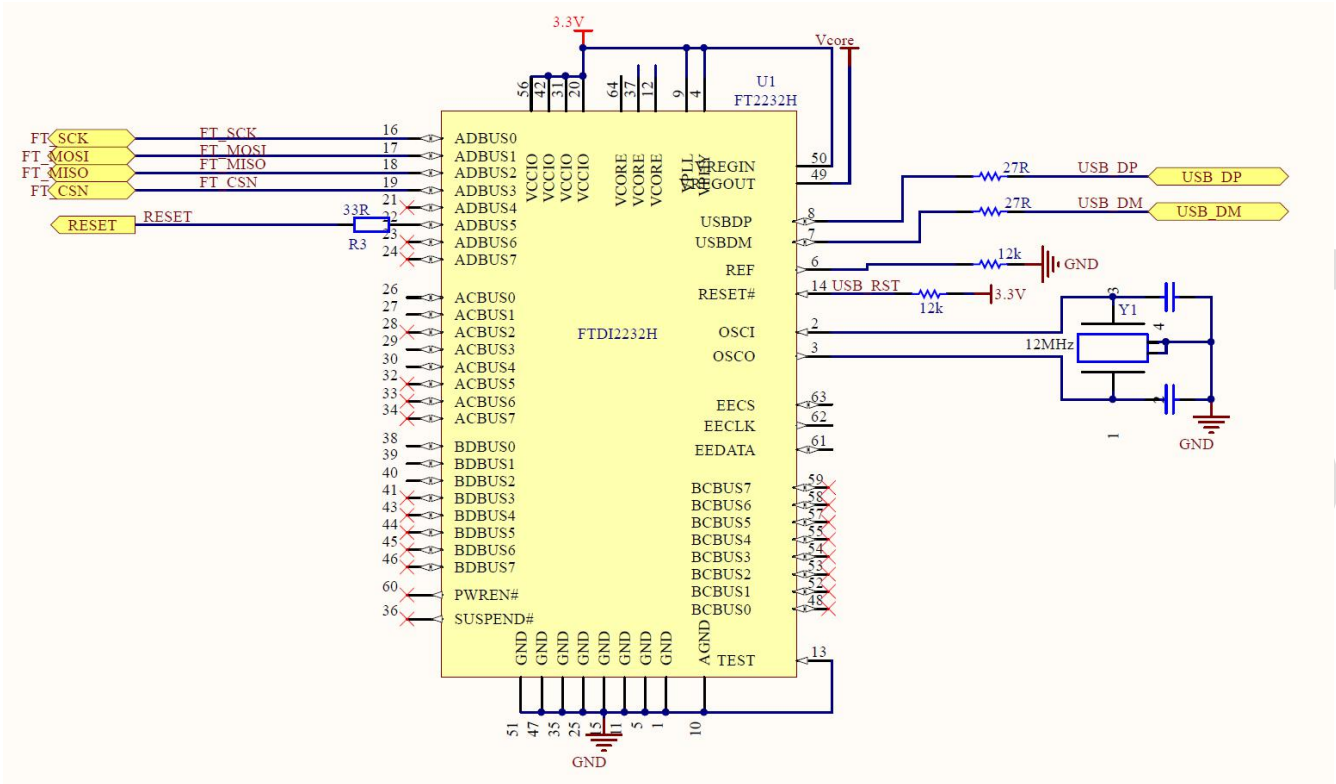 3.3V
Vcore
U1
FT2232H
56
42
31
20
64
37
12
9
4
VCCIO
VCCIO
VCCIO
VCCIO
VCORE
VCORE
VCORE
VPLL
VPHY
FT_SCK
FT_SCK
16
ADBUS0
FT_MOSI
FT_MOSI
17
ADBUS1
FT_MISO
FT_MISO
18
ADBUS2
FT_CSN
FT_CSN
19
ADBUS3
21
ADBUS4
RESET
RESET
33R
R3
22
ADBUS5
23
ADBUS6
24
ADBUS7
26
ACBUS0
27
ACBUS1
28
ACBUS2
29
ACBUS3
30
ACBUS4
32
ACBUS5
33
ACBUS6
34
ACBUS7
38
BDBUS0
39
BDBUS1
40
BDBUS2
41
BDBUS3
43
BDBUS4
44
BDBUS5
45
BDBUS6
46
BDBUS7
60
PWREN#
36
SUSPEND#
FTDI2232H
VREGIN
50
VREGOUT
49
USBDP
8
27R
USB_DP
USB_DP
USBDM
7
27R
USB_DM
USB_DM
REF
6
12k
GND
RESET#
14
USB_RST
12k
3.3V
OSCI
2
OSCO
3
3
Y1
4
12MHz
2
1
GND
EECS
63
EECLK
62
EEDATA
61
BCBUS7
59
BCBUS6
58
BCBUS5
57
BCBUS4
55
BCBUS3
54
BCBUS2
53
BCBUS1
52
BCBUS0
48
TEST
13
GND
GND
GND
GND
GND
GND
GND
GND
AGND
51
47
35
25
15
11
5
1
10
GND